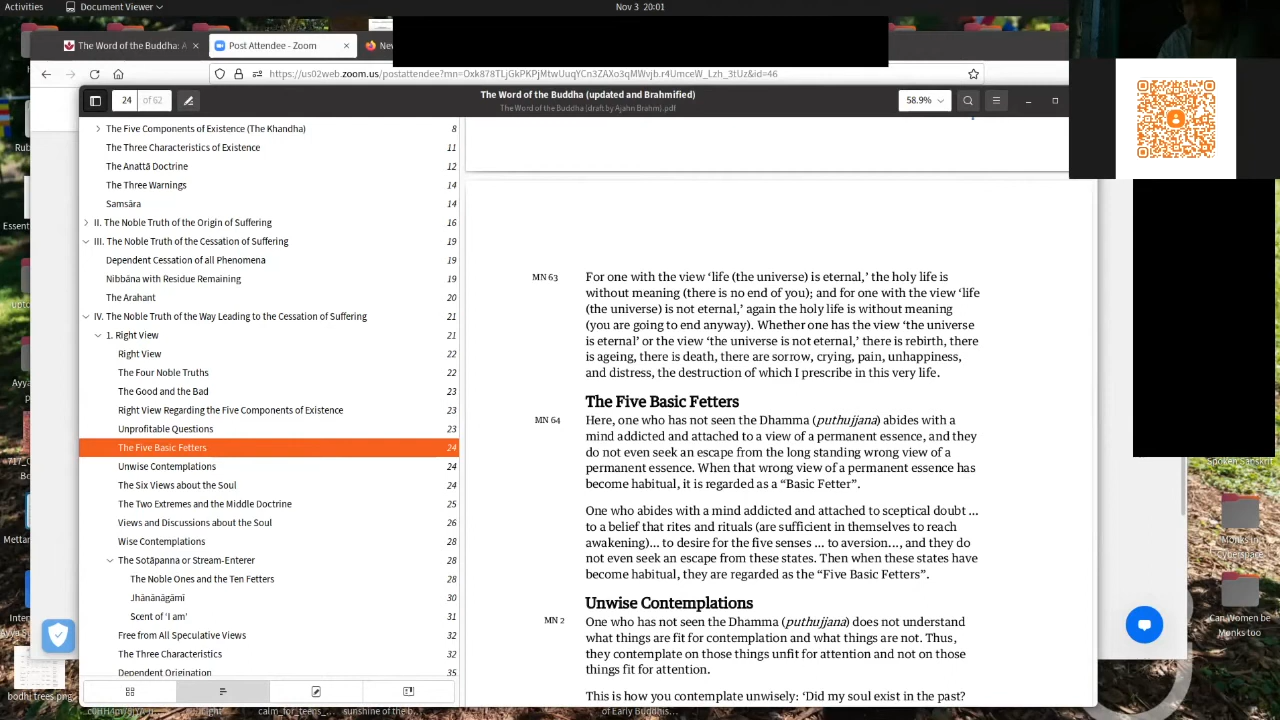 Activities
Document Viewer
Nov 3 20:01
The Word of the Buddha: A
Post Attendee - Zoom
https://us02web.zoom.us/postattendee?mn=Oxk878TLjGkPKPjMtwUuqYCn3ZAXo3qMWvjb.r4UmceW_Lzh_3tUz&id=46
24 of 62
The Word of the Buddha (updated and Brahmified)
The Word of the Buddha (draft by Ajahn Brahm).pdf
58.9%
The Five Components of Existence (The Khandha) 8
The Three Characteristics of Existence 11
The Anattā Doctrine 12
The Three Warnings 14
Saṃsāra 14
II. The Noble Truth of the Origin of Suffering 16
III. The Noble Truth of the Cessation of Suffering 19
Dependent Cessation of all Phenomena 19
Nibbāna with Residue Remaining 19
The Arahant 20
IV. The Noble Truth of the Way Leading to the Cessation of Suffering 21
1. Right View 21
Right View 22
The Four Noble Truths 22
The Good and the Bad 23
Right View Regarding the Five Components of Existence 23
Unprofitable Questions 23
The Five Basic Fetters 24
Unwise Contemplations 24
The Six Views about the Soul 24
The Two Extremes and the Middle Doctrine 25
Views and Discussions about the Soul 26
Wise Contemplations 28
The Sotāpanna or Stream-Enterer 28
The Noble Ones and the Ten Fetters 28
Jhānānāgāmī 30
Scent of 'I am' 31
Free from All Speculative Views 32
The Three Characteristics 32
Dependent Origination 35
MN 63
For one with the view ‘life (the universe) is eternal,’ the holy life is
without meaning (there is no end of you); and for one with the view ‘life
(the universe) is not eternal,’ again the holy life is without meaning
(you are going to end anyway). Whether one has the view ‘the universe
is eternal’ or the view ‘the universe is not eternal,’ there is rebirth, there
is ageing, there is death, there are sorrow, crying, pain, unhappiness,
and distress, the destruction of which I prescribe in this very life.
The Five Basic Fetters
MN 64
Here, one who has not seen the Dhamma (puthujjana) abides with a
mind addicted and attached to a view of a permanent essence, and they
do not even seek an escape from the long standing wrong view of a
permanent essence. When that wrong view of a permanent essence has
become habitual, it is regarded as a “Basic Fetter”.
One who abides with a mind addicted and attached to sceptical doubt ...
to a belief that rites and rituals (are sufficient in themselves to reach
awakening)... to desire for the five senses ... to aversion..., and they do
not even seek an escape from these states. Then when these states have
become habitual, they are regarded as the “Five Basic Fetters”.
Unwise Contemplations
MN 2
One who has not seen the Dhamma (puthujjana) does not understand
what things are fit for contemplation and what things are not. Thus,
they contemplate on those things unfit for attention and not on those
things fit for attention.
This is how you contemplate unwisely: ‘Did my soul exist in the past?
Monks ing
Cyberspace
Can Women be
Monks too